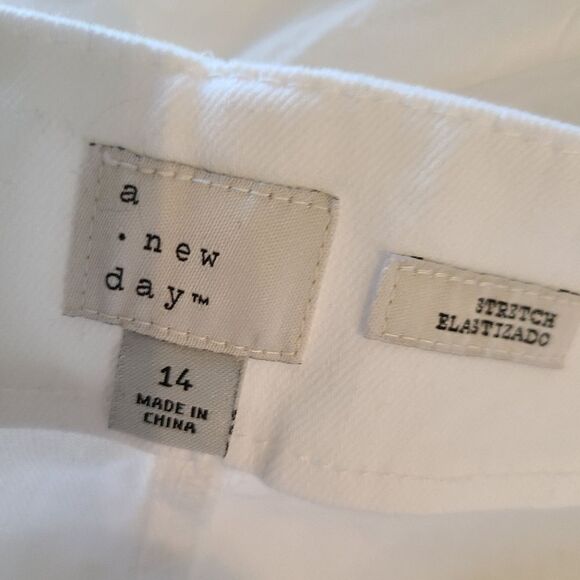 a
. new
day™
14
MADE IN
CHINA
STRETCH
ELASTIZADO